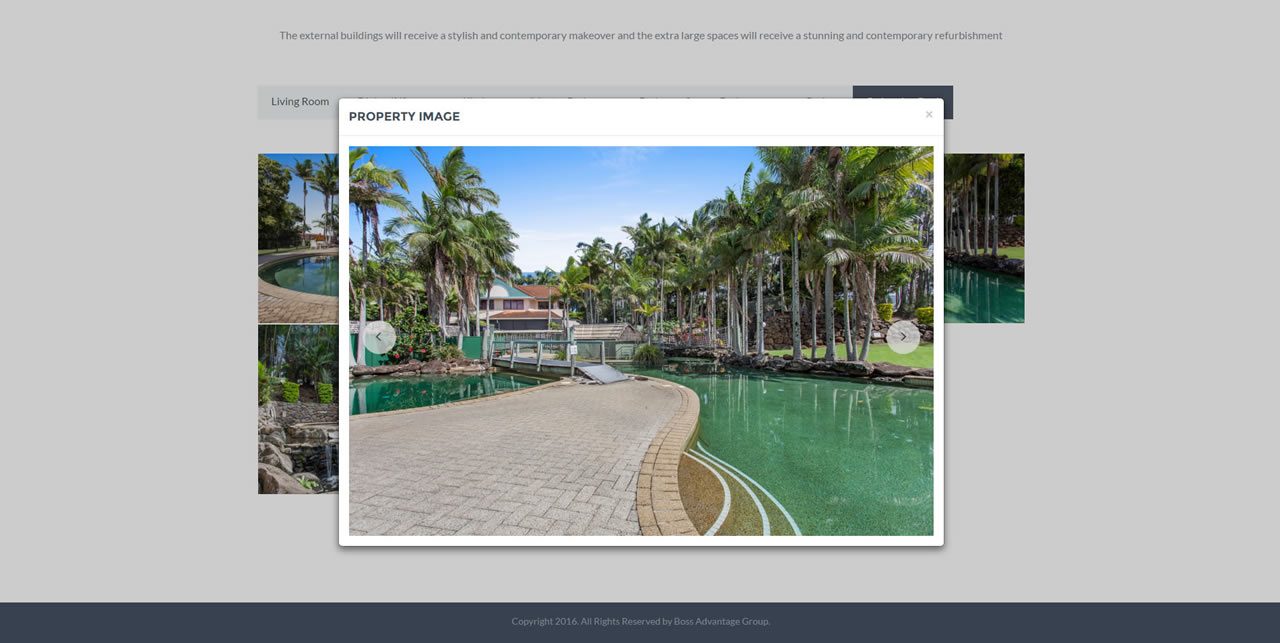 The external buildings will receive a stylish and contemporary makeover and the extra large spaces will receive a stunning and contemporary refurbishment
Living Room
PROPERTY IMAGE ×
Copyright 2016. All Rights Reserved by Boss Advantage Group.